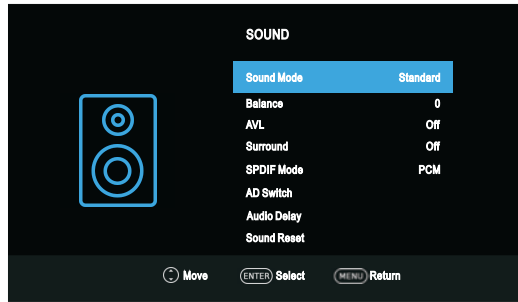 SOUND
Sound Mode Standard
Balance 0
AVL Off
Surround Off
SPDIF Mode PCM
AD Switch
Audio Delay
Sound Reset
Move ENTER Select MENU Return